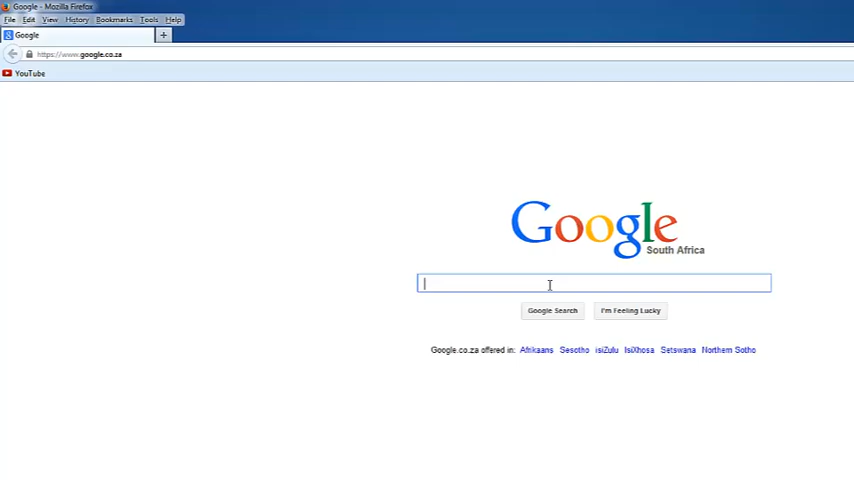 Google - Mozilla Firefox
File Edit View History Bookmarks Tools Help
Google
https://www.google.co.za
YouTube
Google
South Africa
Google Search I'm Feeling Lucky
Google.co.za offered in: Afrikaans Sesotho isiZulu IsiXhosa Setswana Northern Sotho